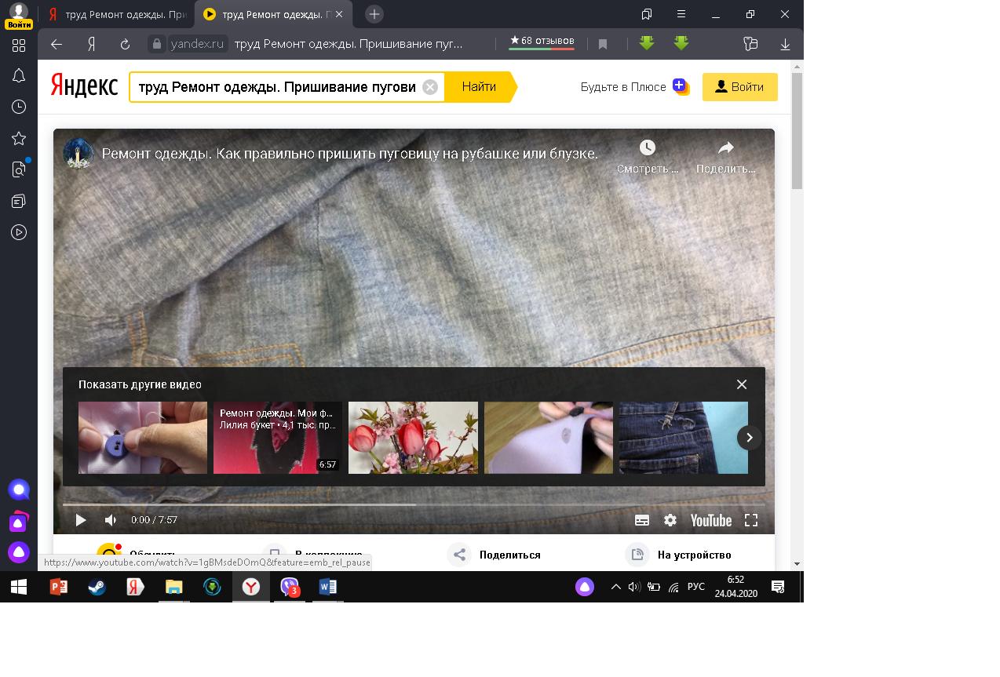 Войти
труд Ремонт одежды. При
труд Ремонт одежды. П
Я
yandex.ru
труд Ремонт одежды. Пришивание пуг...
★68 отзывов
Яндекс
труд Ремонт одежды. Пришивание пугови
Найти
Будьте в Плюсе
Войти
Ремонт одежды. Как правильно пришить пуговицу на рубашке или блузке.
Смотреть ...
Поделить...
Показать другие видео
Ремонт одежды. Мои ф...
Лилия букет • 4,1 тыс. пр...
6:57
0:00 / 7:57
YouTube
Обсудить
В коллекцию
Поделиться
На устройство
https://www.youtube.com/watch?v=1gBMsdeDOmQ&feature=emb_rel_pause
3
РУС
6:52
24.04.2020